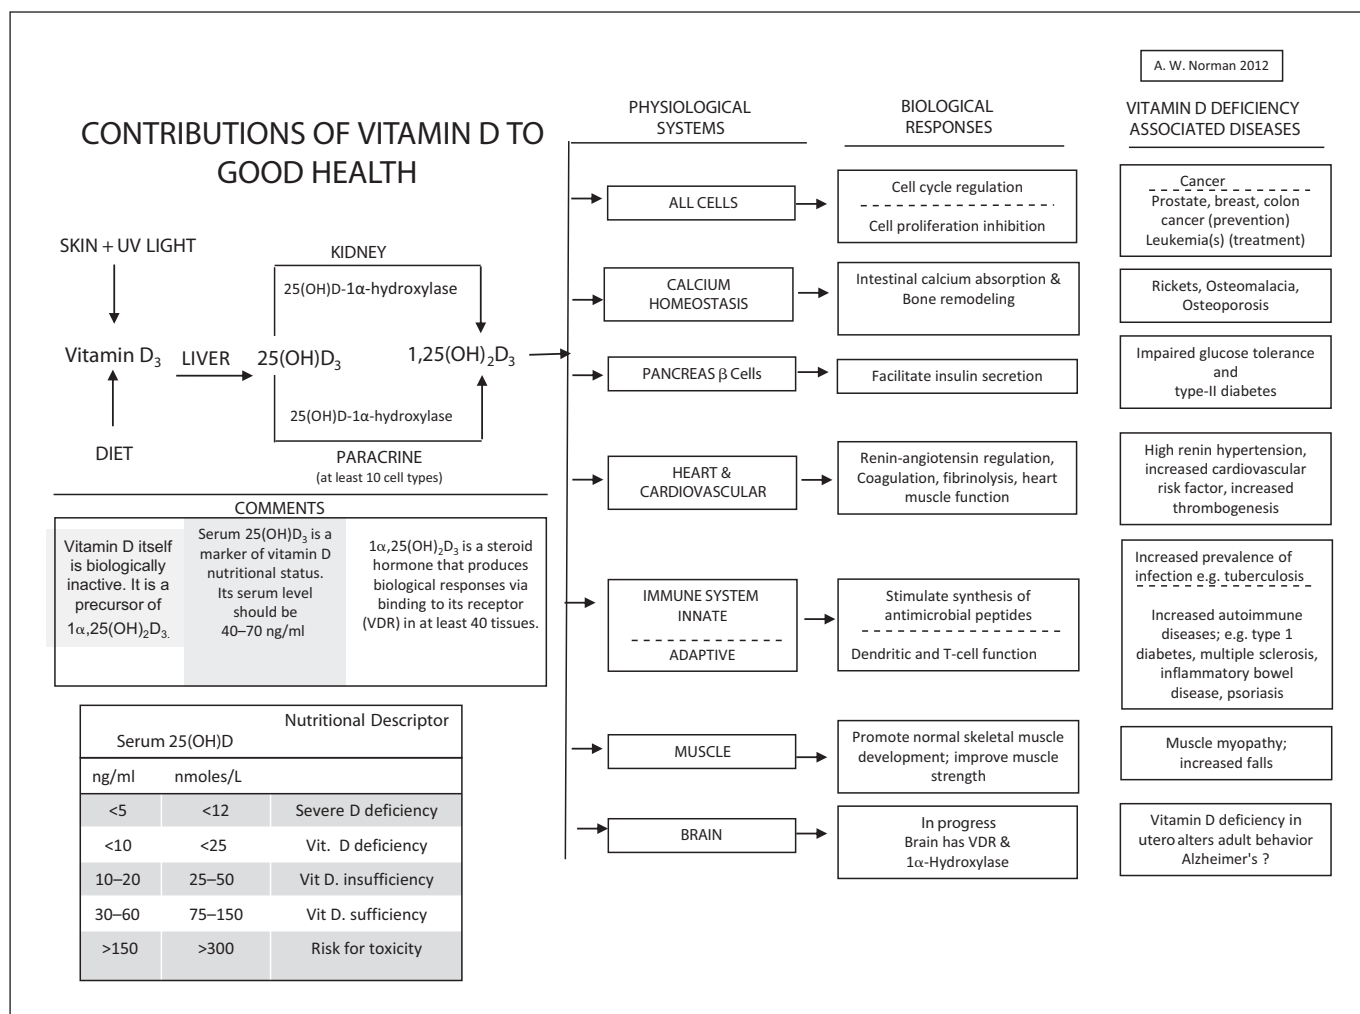 A. W. Norman 2012
CONTRIBUTIONS OF VITAMIN D TO
GOOD HEALTH
SKIN + UV LIGHT
KIDNEY
25(OH)D-1α-hydroxylase
Vitamin D₃
LIVER
25(OH)D₃
1,25(OH)₂D₃
25(OH)D-1α-hydroxylase
DIET
PARACRINE
(at least 10 cell types)
COMMENTS
Vitamin D itself
is biologically
inactive. It is a
precursor of
1α,25(OH)₂D₃.
Serum 25(OH)D₃ is a
marker of vitamin D
nutritional status.
Its serum level
should be
40–70 ng/ml
1α,25(OH)₂D₃ is a steroid
hormone that produces
biological responses via
binding to its receptor
(VDR) in at least 40 tissues.
Nutritional Descriptor
Serum 25(OH)D
ng/ml nmoles/L
<5 <12 Severe D deficiency
<10 <25 Vit. D deficiency
10–20 25–50 Vit D. insufficiency
30–60 75–150 Vit D. sufficiency
>150 >300 Risk for toxicity
PHYSIOLOGICAL
SYSTEMS
BIOLOGICAL
RESPONSES
VITAMIN D DEFICIENCY
ASSOCIATED DISEASES
ALL CELLS
Cell cycle regulation
Cell proliferation inhibition
Cancer
Prostate, breast, colon
cancer (prevention)
Leukemia(s) (treatment)
CALCIUM
HOMEOSTASIS
Intestinal calcium absorption &
Bone remodeling
Rickets, Osteomalacia,
Osteoporosis
PANCREAS β Cells
Facilitate insulin secretion
Impaired glucose tolerance
and
type-II diabetes
HEART &
CARDIOVASCULAR
Renin-angiotensin regulation,
Coagulation, fibrinolysis, heart
muscle function
High renin hypertension,
increased cardiovascular
risk factor, increased
thrombogenesis
IMMUNE SYSTEM
INNATE
ADAPTIVE
Stimulate synthesis of
antimicrobial peptides
Dendritic and T-cell function
Increased prevalence of
infection e.g. tuberculosis
Increased autoimmune
diseases; e.g. type 1
diabetes, multiple sclerosis,
inflammatory bowel
disease, psoriasis
MUSCLE
Promote normal skeletal muscle
development; improve muscle
strength
Muscle myopathy;
increased falls
BRAIN
In progress
Brain has VDR &
1α-Hydroxylase
Vitamin D deficiency in
utero alters adult behavior
Alzheimer's ?